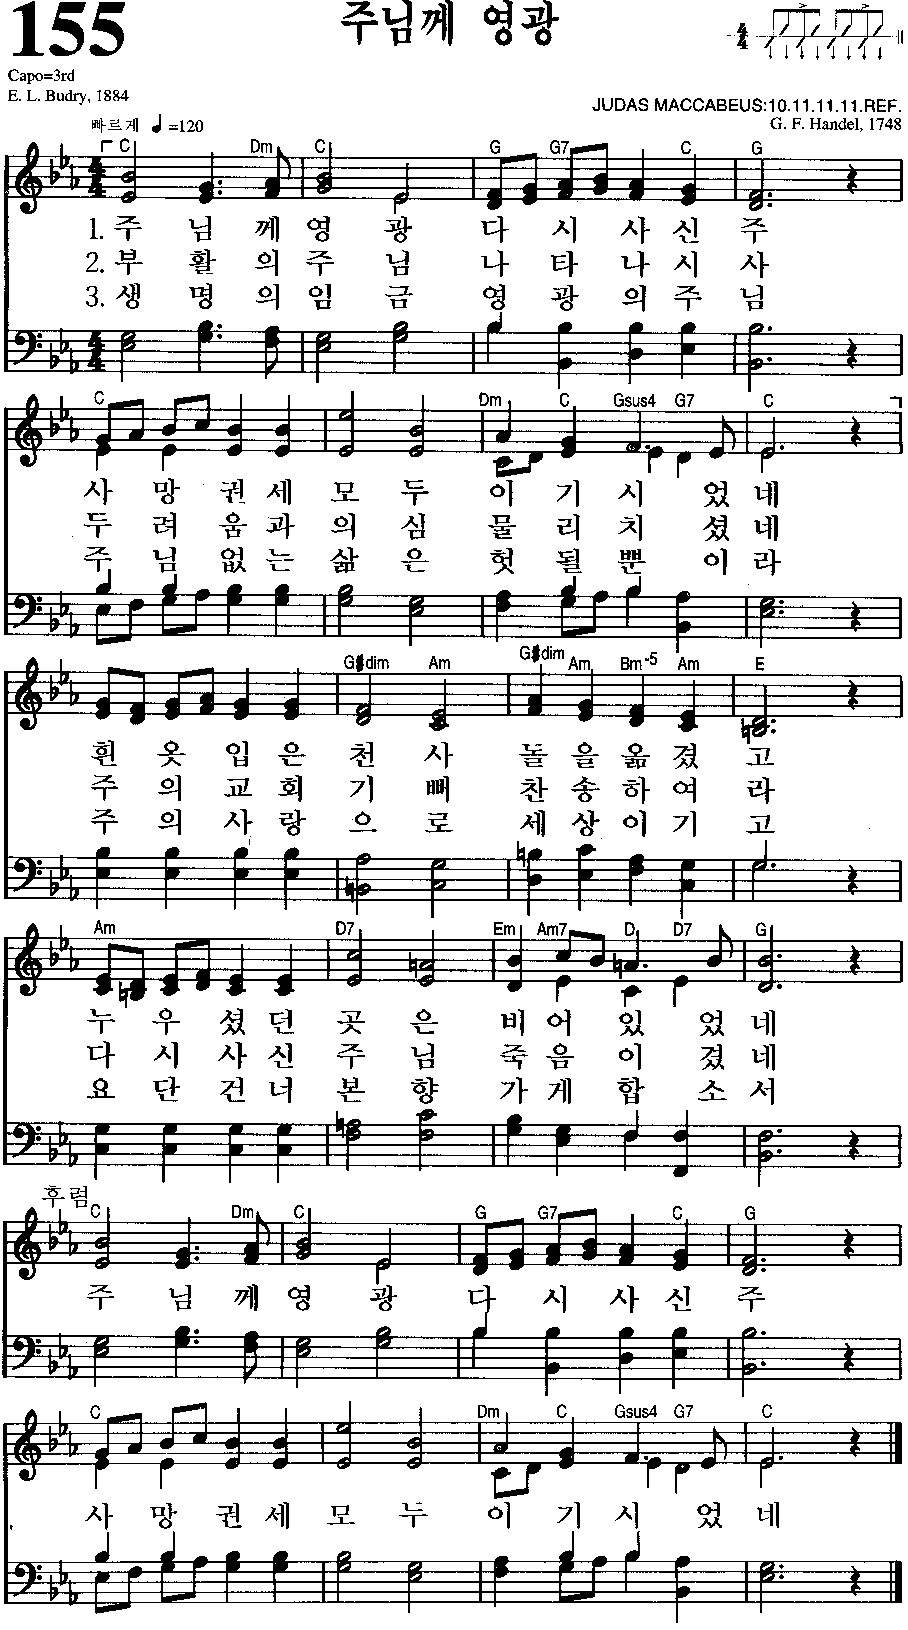 155 주님께 영광
4/4
Capo=3rd
E. L. Budry, 1884
JUDAS MACCABEUS:10.11.11.11.REF.
빠르게 ♩=120
G. F. Handel, 1748
C Dm C G G7 C G
1. 주 님 께 영 광 다 시 사 신 주
2. 부 활 의 주 님 나 타 나 시 사
3. 생 명 의 임 금 영 광 의 주 님
C Dm C Gsus4 G7 C
사 망 권 세 모 두 이 기 시 었 네
두 려 움 과 의 심 물 리 치 셨 네
주 님 없 는 삶 은 헛 될 뿐 이 라
G#dim Am G#dim Am Bm-5 Am E
흰 옷 입 은 천 사 돌 을 옮 겼 고
주 의 교 회 기 뻐 찬 송 하 여 라
주 의 사 랑 으 로 세 상 이 기 고
Am D7 Em Am7 D D7 G
누 우 셨 던 곳 은 비 어 있 었 네
다 시 사 신 주 님 죽 음 이 겼 네
요 단 건 너 본 향 가 게 합 소 서
후렴
C Dm C G G7 C G
주 님 께 영 광 다 시 사 신 주
C Dm C Gsus4 G7 C
사 망 권 세 모 두 이 기 시 었 네